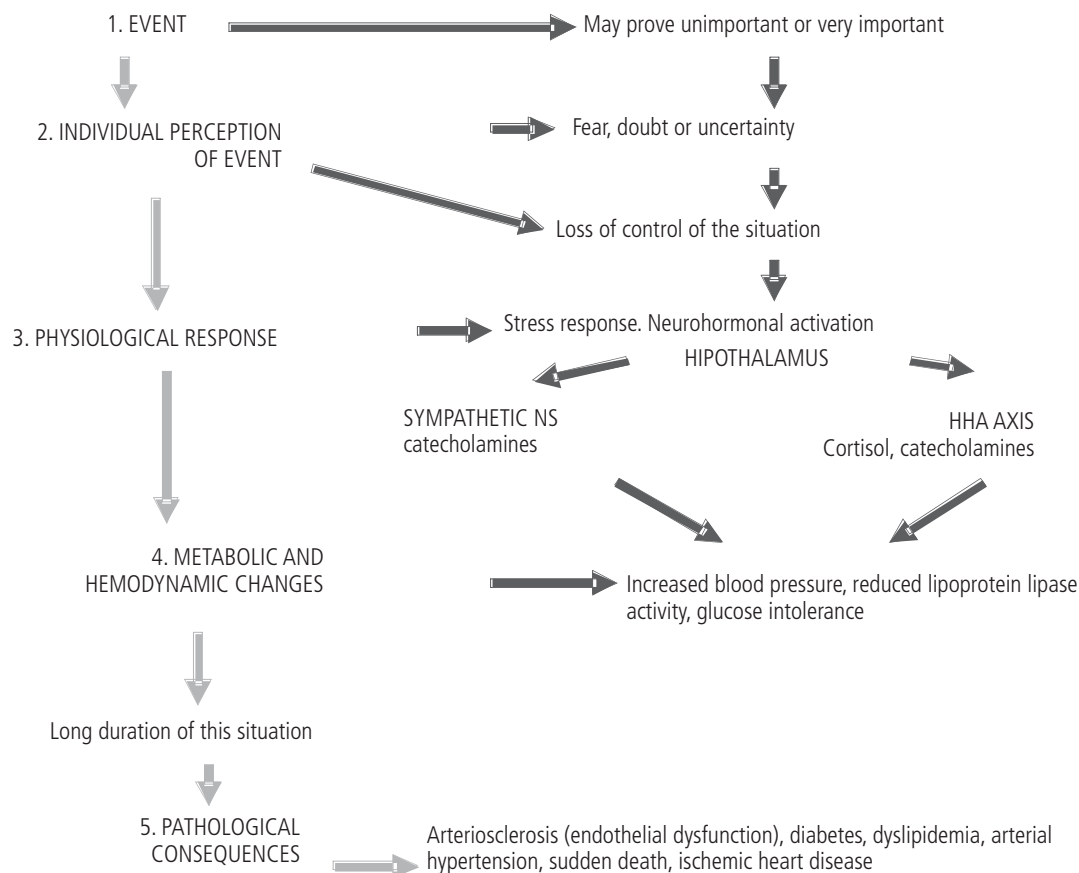 1. EVENT
May prove unimportant or very important
2. INDIVIDUAL PERCEPTION
OF EVENT
Fear, doubt or uncertainty
Loss of control of the situation
3. PHYSIOLOGICAL RESPONSE
Stress response. Neurohormonal activation
HIPOTHALAMUS
SYMPATHETIC NS
catecholamines
HHA AXIS
Cortisol, catecholamines
4. METABOLIC AND
HEMODYNAMIC CHANGES
Increased blood pressure, reduced lipoprotein lipase
activity, glucose intolerance
Long duration of this situation
5. PATHOLOGICAL
CONSEQUENCES
Arteriosclerosis (endothelial dysfunction), diabetes, dyslipidemia, arterial
hypertension, sudden death, ischemic heart disease